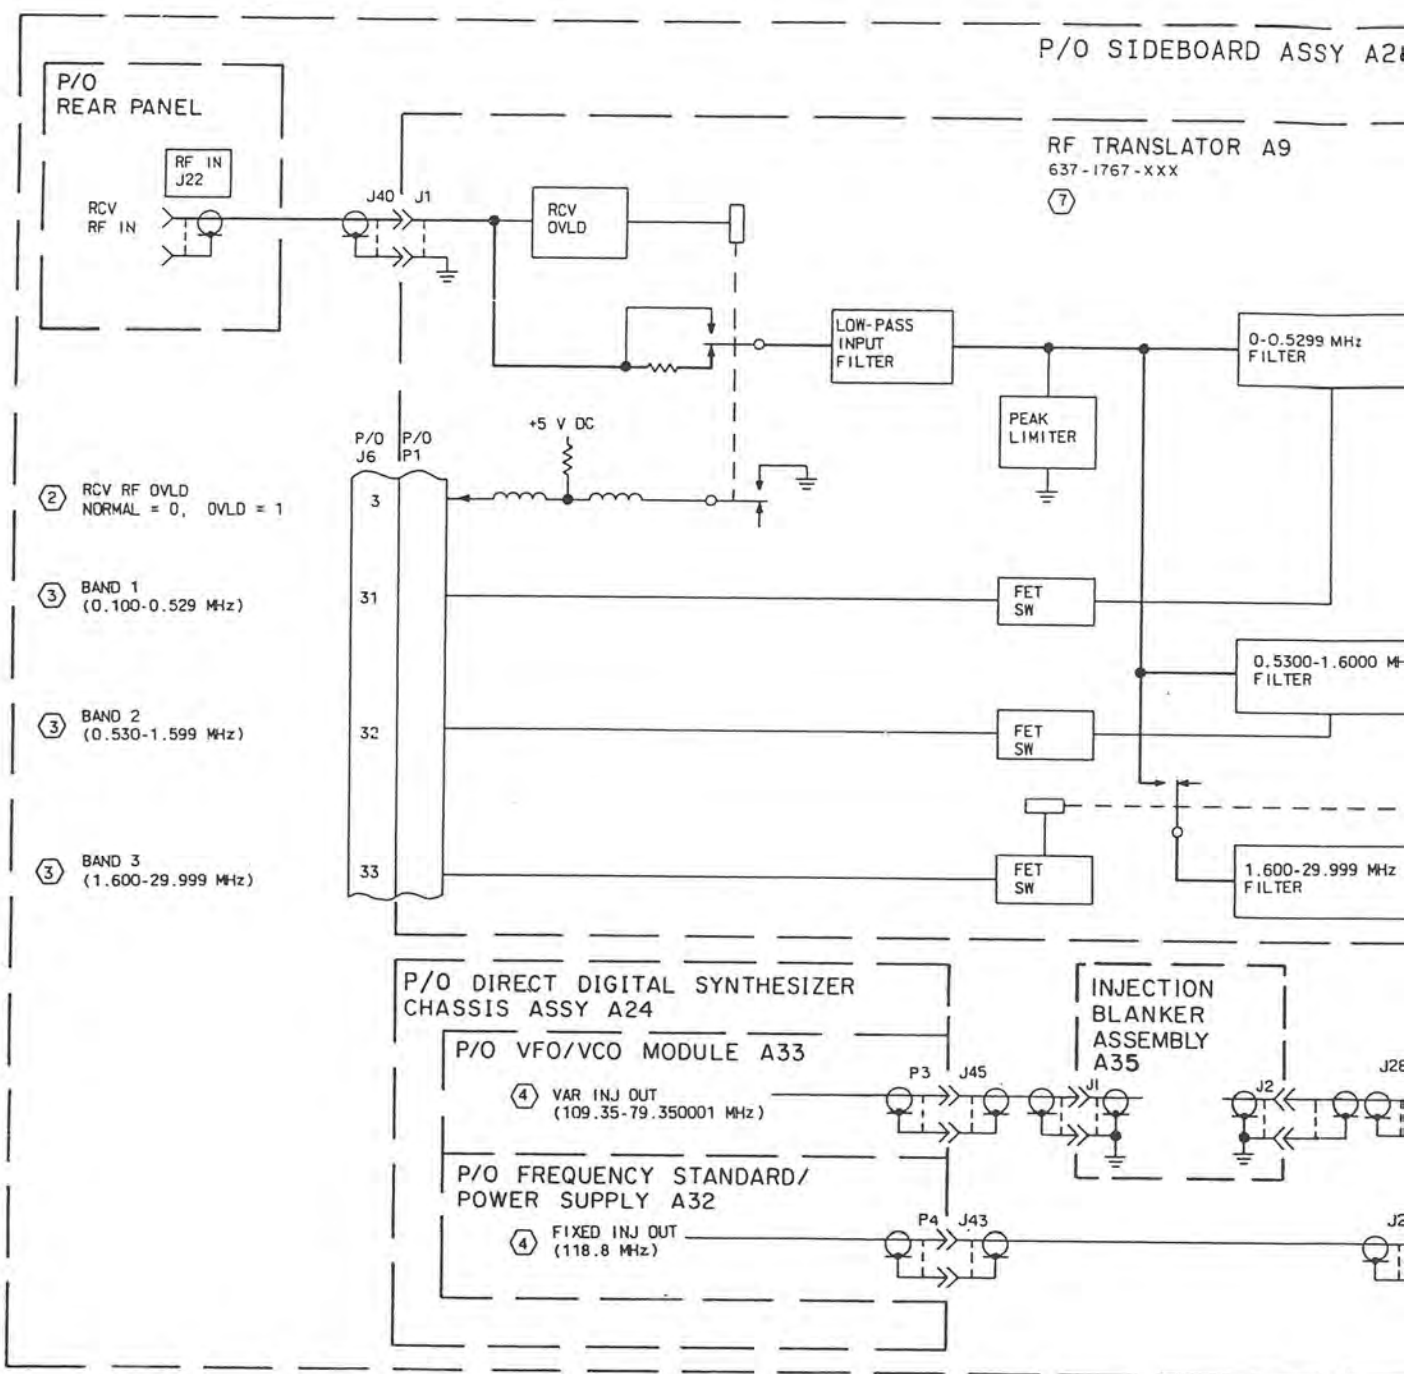 P/O SIDEBOARD ASSY
P/O
REAR PANEL
RF TRANSLATOR A9
637-1767-XXX
7
RF IN
J22
J40 J1
RCV
OVLD
RCV
RF IN
LOW-PASS
INPUT
FILTER
0-0.5299 MHz
FILTER
PEAK
LIMITER
+5 V DC
P/O P/O
J6 P1
2 RCV RF OVLD
NORMAL = 0, OVLD = 1
3
3 BAND 1
(0.100-0.529 MHz)
31
FET
SW
0.5300-1.6000
FILTER
3 BAND 2
(0.530-1.599 MHz)
32
FET
SW
3 BAND 3
(1.600-29.999 MHz)
33
FET
SW
1.600-29.999 MHz
FILTER
P/O DIRECT DIGITAL SYNTHESIZER
CHASSIS ASSY A24
INJECTION
BLANKER
ASSEMBLY
A35
P/O VFO/VCO MODULE A33
4 VAR INJ OUT
(109.35-79.350001 MHz)
P3 J45
J1
J2
J28
P/O FREQUENCY STANDARD/
POWER SUPPLY A32
4 FIXED INJ OUT
(118.8 MHz)
P4 J43